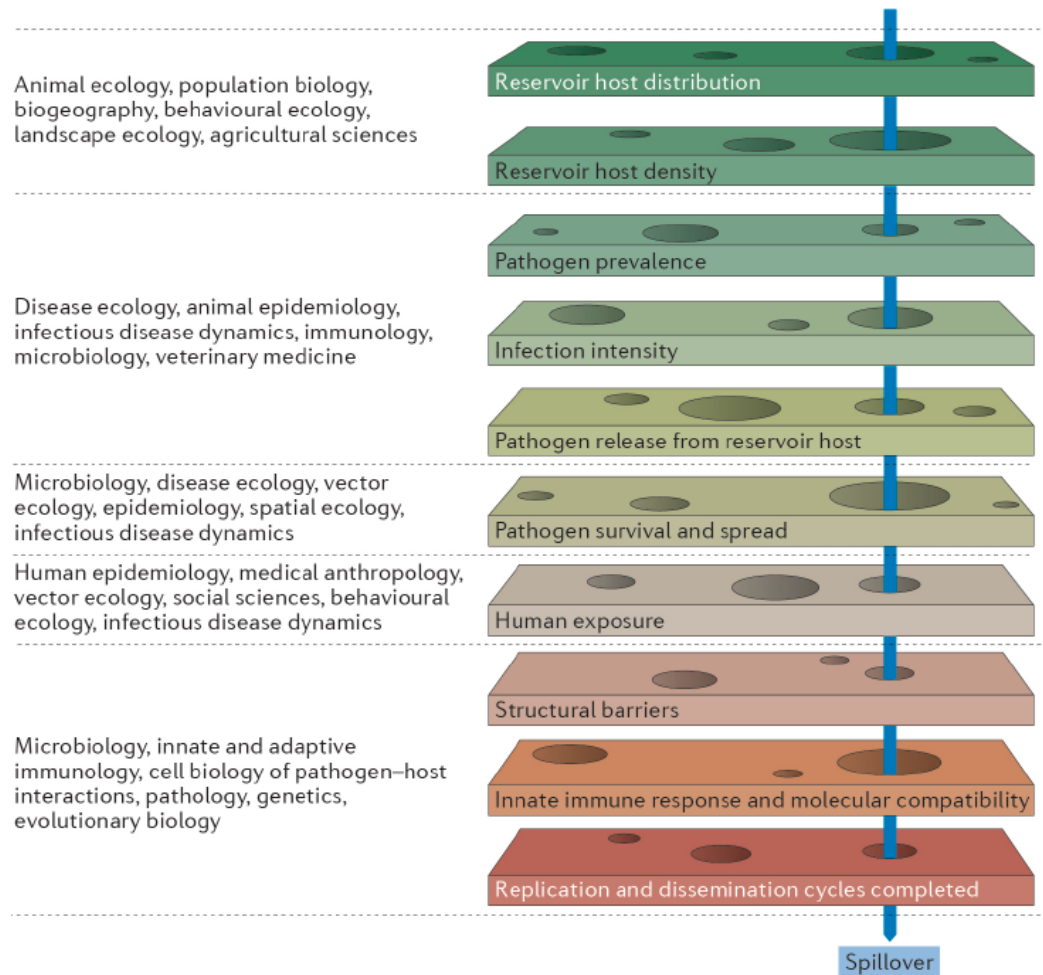 Animal ecology, population biology,
biogeography, behavioural ecology,
landscape ecology, agricultural sciences
Reservoir host distribution
Reservoir host density
Disease ecology, animal epidemiology,
infectious disease dynamics, immunology,
microbiology, veterinary medicine
Pathogen prevalence
Infection intensity
Pathogen release from reservoir host
Microbiology, disease ecology, vector
ecology, epidemiology, spatial ecology,
infectious disease dynamics
Pathogen survival and spread
Human epidemiology, medical anthropology,
vector ecology, social sciences, behavioural
ecology, infectious disease dynamics
Human exposure
Microbiology, innate and adaptive
immunology, cell biology of pathogen–host
interactions, pathology, genetics,
evolutionary biology
Structural barriers
Innate immune response and molecular compatibility
Replication and dissemination cycles completed
Spillover